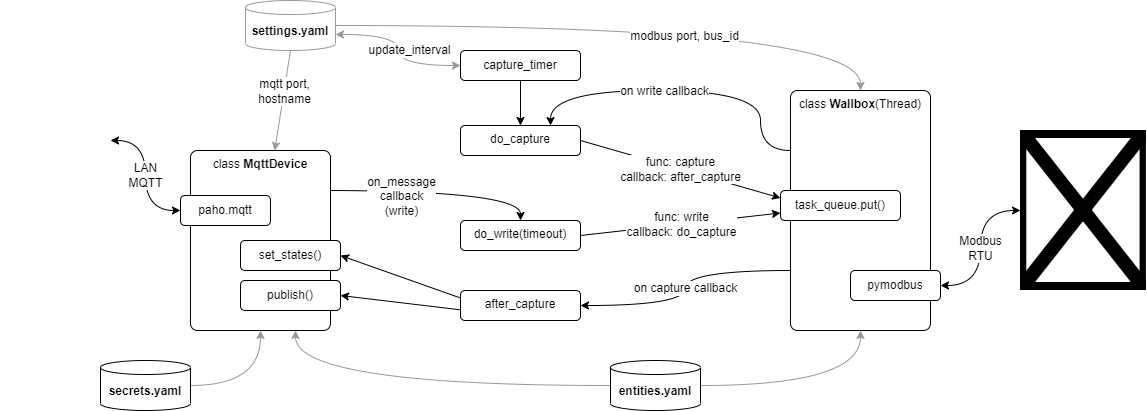 settings.yaml
modbus port, bus_id
update_interval
capture_timer
mqtt port,
hostname
on write callback
class Wallbox(Thread)
do_capture
class MqttDevice
LAN
MQTT
func: capture
callback: after_capture
on_message
callback
(write)
paho.mqtt
task_queue.put()
func: write
callback: do_capture
do_write(timeout)
set_states()
Modbus
RTU
pymodbus
on capture callback
publish()
after_capture
secrets.yaml
entities.yaml